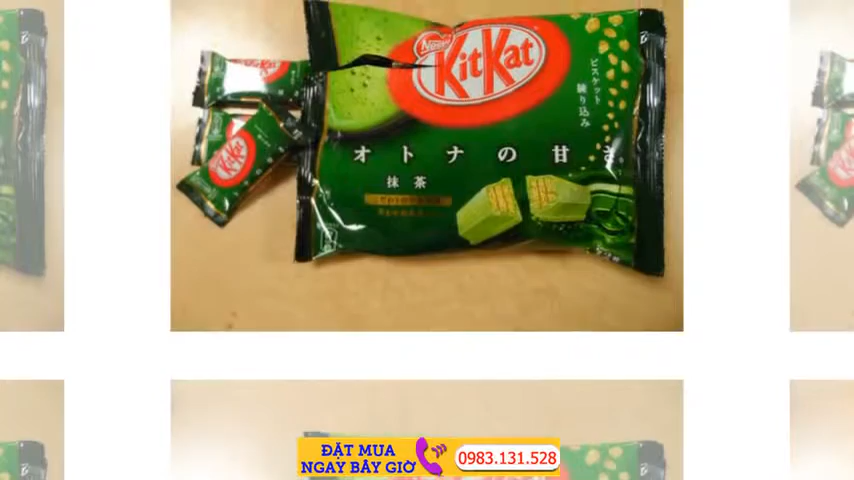 Nestlé
KitKat
ビスケット
練り込み
オトナの甘さ
抹茶
KitKat
ĐẶT MUA
NGAY BÂY GIỜ
0983.131.528